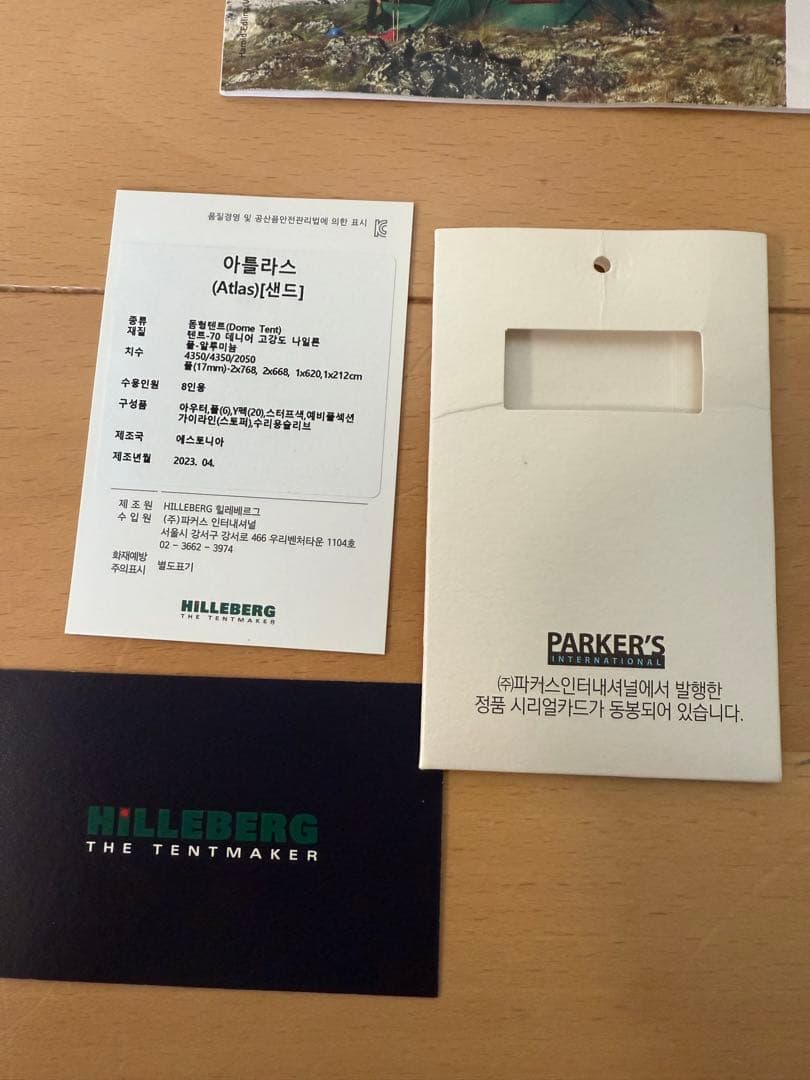 품질경영 및 공산품안전관리법에 의한 표시
아틀라스
(Atlas)[샌드]
종류 돔형텐트(Dome Tent)
재질 텐트-70 데니어 고강도 나일론
폴-알루미늄
치수 4350/4350/2050
폴(17mm)-2x768, 2x668, 1x620,1x212cm
수용인원 8인용
구성품 아우터,폴(6),Y펙(20),스터프색,예비폴섹션
가이라인(스토퍼),수리용슬리브
제조국 에스토니아
제조년월 2023. 04.
제 조 원 HILLEBERG 힐레베르그
수 입 원 (주)파커스 인터내셔널
서울시 강서구 강서로 466 우리벤처타운 1104호
02 - 3662 - 3974
화재예방
주의표시 별도표기
HILLEBERG
THE TENTMAKER
PARKER'S
INTERNATIONAL
㈜파커스인터내셔널에서 발행한
정품 시리얼카드가 동봉되어 있습니다.
HILLEBERG
THE TENTMAKER